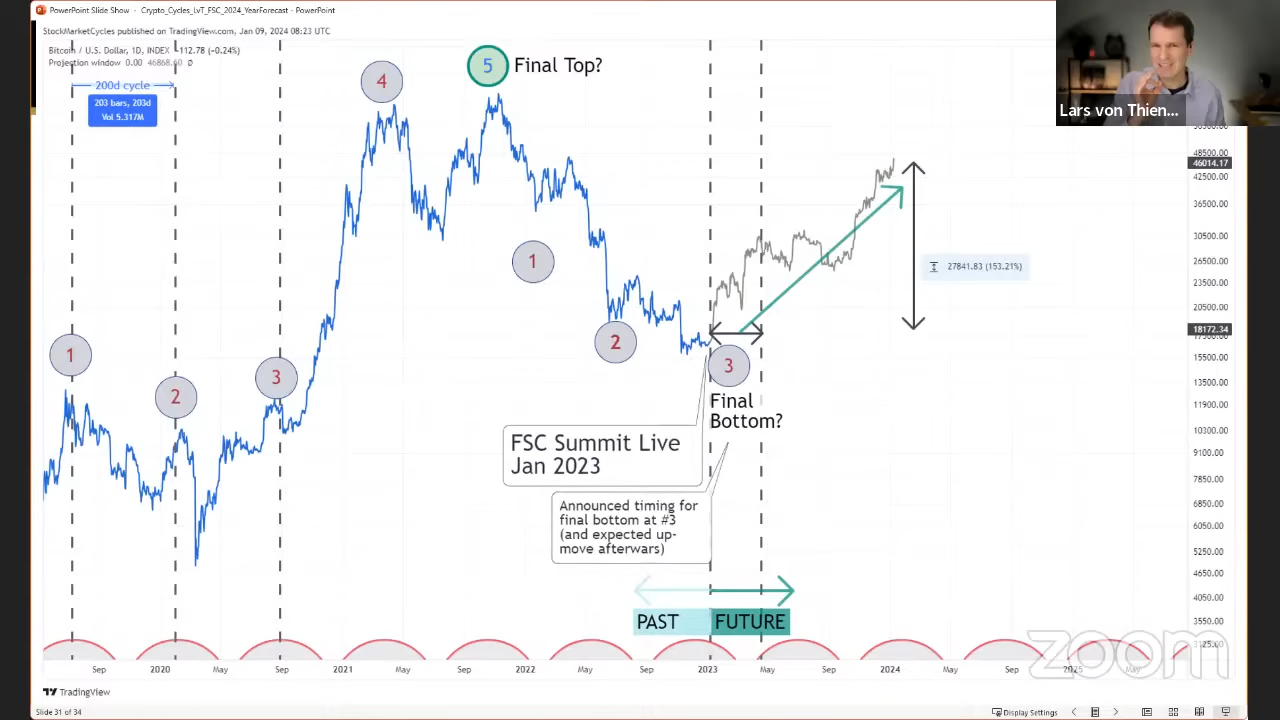 PowerPoint Slide Show - Crypto_Cycles_LvT_FSC_2024_YearForecast - PowerPoint
StockMarketCycles published on TradingView.com, Jan 09, 2024 08:23 UTC
Bitcoin / U.S. Dollar, 1D, INDEX -112.78 (-0.24%)
Projection window 0.00
200d cycle
203 bars, 203d
Vol 5.317M
4
5
Final Top?
Lars von Thien...
48500.00
46014.17
42500.00
36500.00
30500.00
26500.00
23500.00
20500.00
18172.34
15500.00
13500.00
11900.00
10300.00
9100.00
7850.00
6850.00
6050.00
5250.00
4650.00
4050.00
3550.00
3125.00
27841.83 (153.21%)
1
1
2
3
2
3
Final
Bottom?
FSC Summit Live
Jan 2023
Announced timing for
final bottom at #3
(and expected up-
move afterwars)
PAST
FUTURE
Sep 2020 May Sep 2021 May Sep 2022 May Sep 2023 May Sep 2024 May Sep 2025
zoom
TradingView
Slide 31 of 34
Display Settings